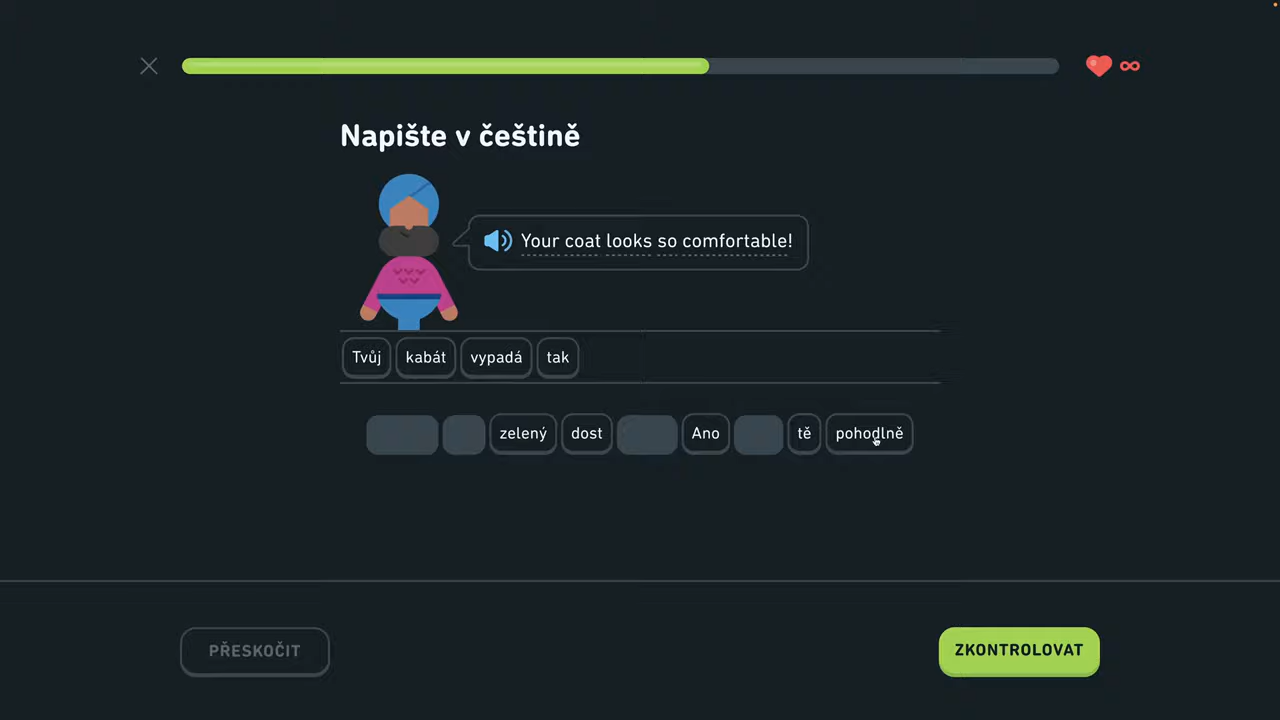 Napište v češtině
Your coat looks so comfortable!
Tvůj kabát vypadá tak
zelený dost Ano tě pohodlně
PŘESKOČIT ZKONTROLOVAT